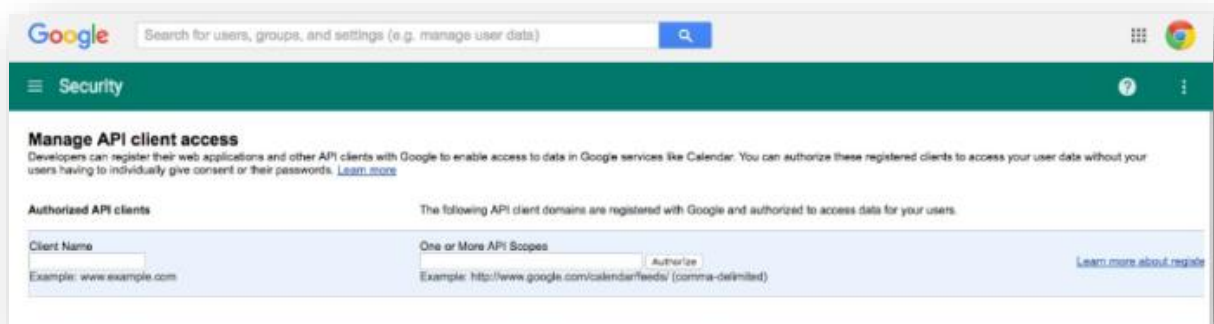 Google
Search for users, groups, and settings (e.g. manage user data)
Security
Manage API client access
Developers can register their web applications and other API clients with Google to enable access to data in Google services like Calendar. You can authorize these registered clients to access your user data without your
users having to individually give consent or their passwords. Learn more
Authorized API clients
The following API client domains are registered with Google and authorized to access data for your users.
Client Name
One or More API Scopes
Authorize
Learn more about registe
Example: www.example.com
Example: http://www.google.com/calendar/feeds/ (comma-delimited)